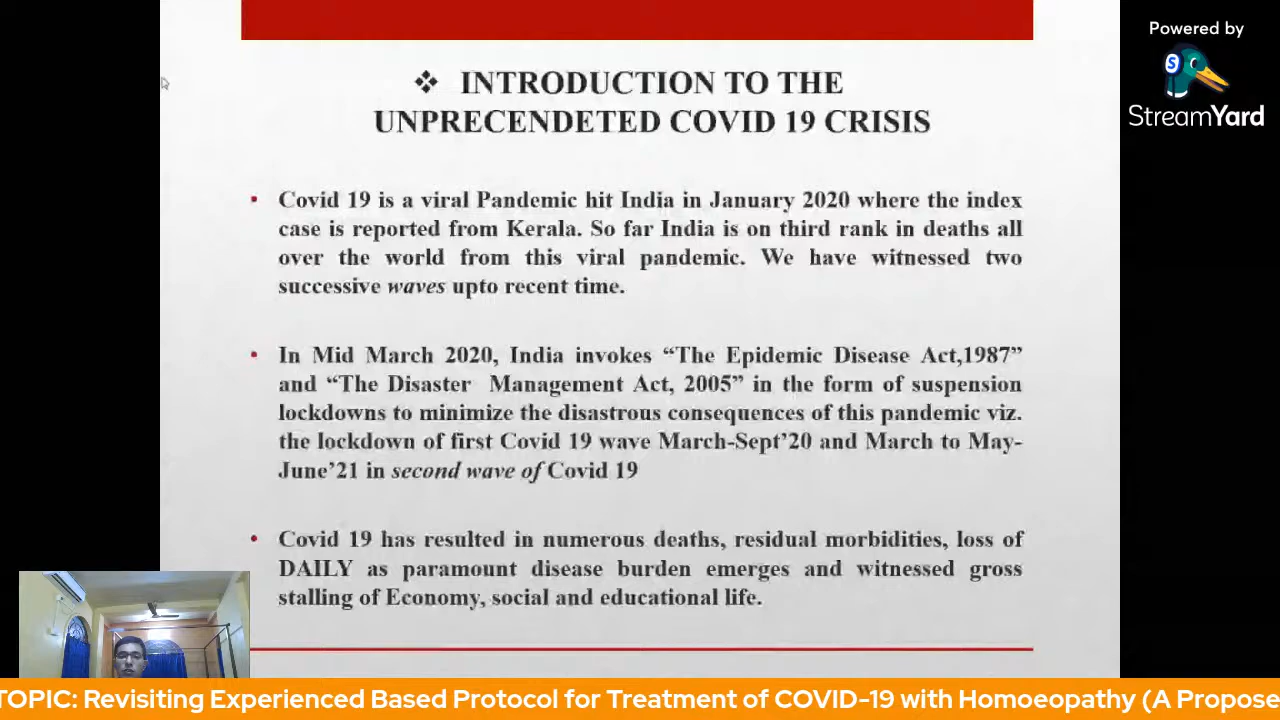 Powered by
StreamYard
❖ INTRODUCTION TO THE
UNPRECENDETED COVID 19 CRISIS
• Covid 19 is a viral Pandemic hit India in January 2020 where the index
case is reported from Kerala. So far India is on third rank in deaths all
over the world from this viral pandemic. We have witnessed two
successive waves upto recent time.
• In Mid March 2020, India invokes “The Epidemic Disease Act,1987”
and “The Disaster Management Act, 2005” in the form of suspension
lockdowns to minimize the disastrous consequences of this pandemic viz.
the lockdown of first Covid 19 wave March-Sept’20 and March to May-
June’21 in second wave of Covid 19
• Covid 19 has resulted in numerous deaths, residual morbidities, loss of
DAILY as paramount disease burden emerges and witnessed gross
stalling of Economy, social and educational life.
TOPIC: Revisiting Experienced Based Protocol for Treatment of COVID-19 with Homoeopathy (A Propose